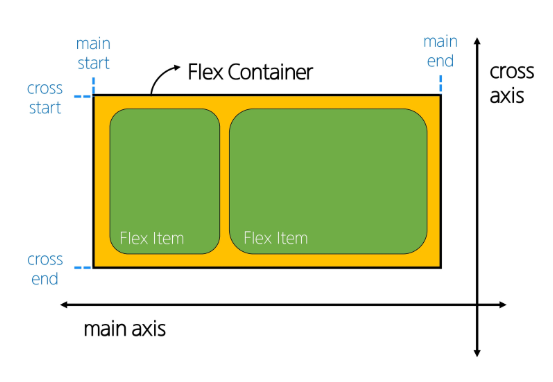 main
start
main
end
Flex Container
cross
axis
cross
start
Flex Item
Flex Item
cross
end
main axis